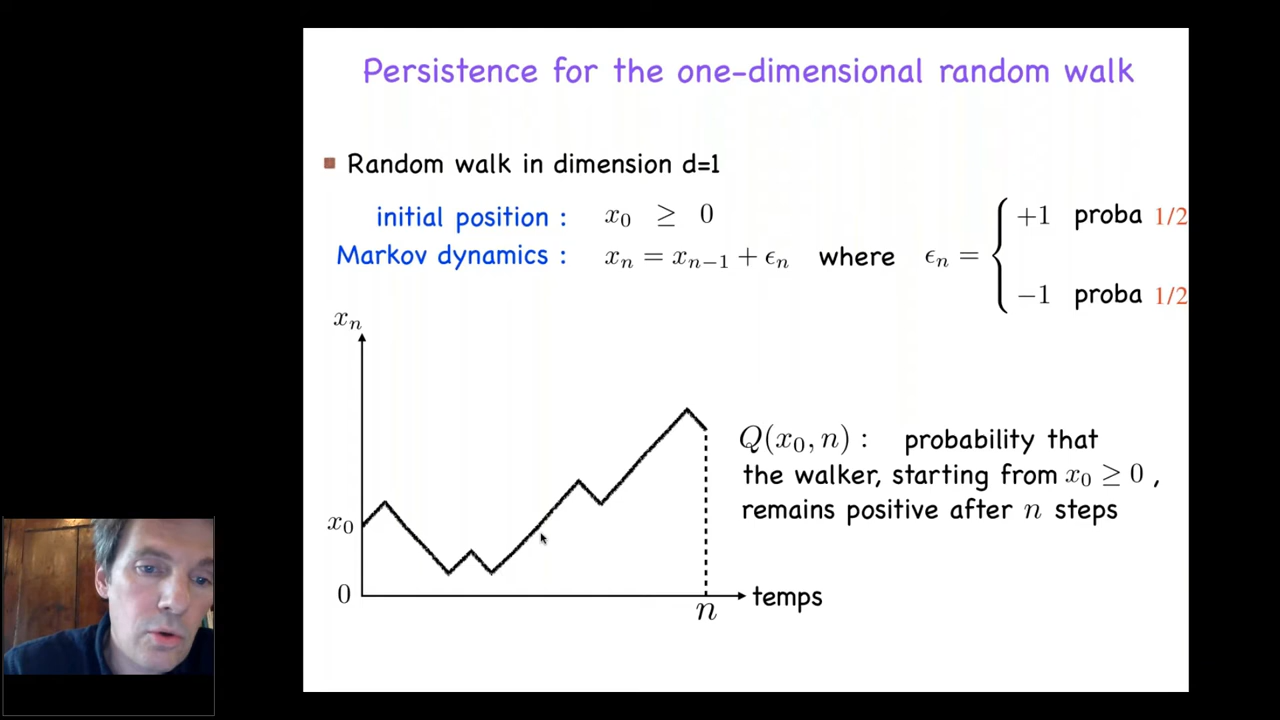 Persistence for the one-dimensional random walk
Random walk in dimension d=1
initial position : x₀ ≥ 0
Markov dynamics : xₙ = xₙ₋₁ + ϵₙ where ϵₙ = { +1 proba 1/2
−1 proba 1/2
xₙ
x₀
0
n
temps
Q(x₀, n) : probability that
the walker, starting from x₀ ≥ 0 ,
remains positive after n steps